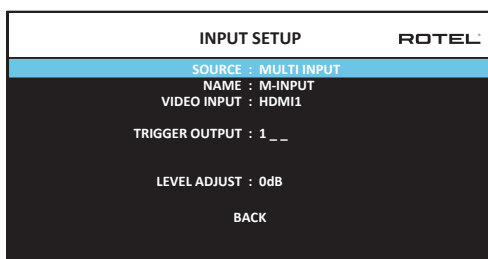 INPUT SETUP
ROTEL
SOURCE : MULTI INPUT
NAME : M-INPUT
VIDEO INPUT : HDMI1
TRIGGER OUTPUT : 1 _ _
LEVEL ADJUST : 0dB
BACK